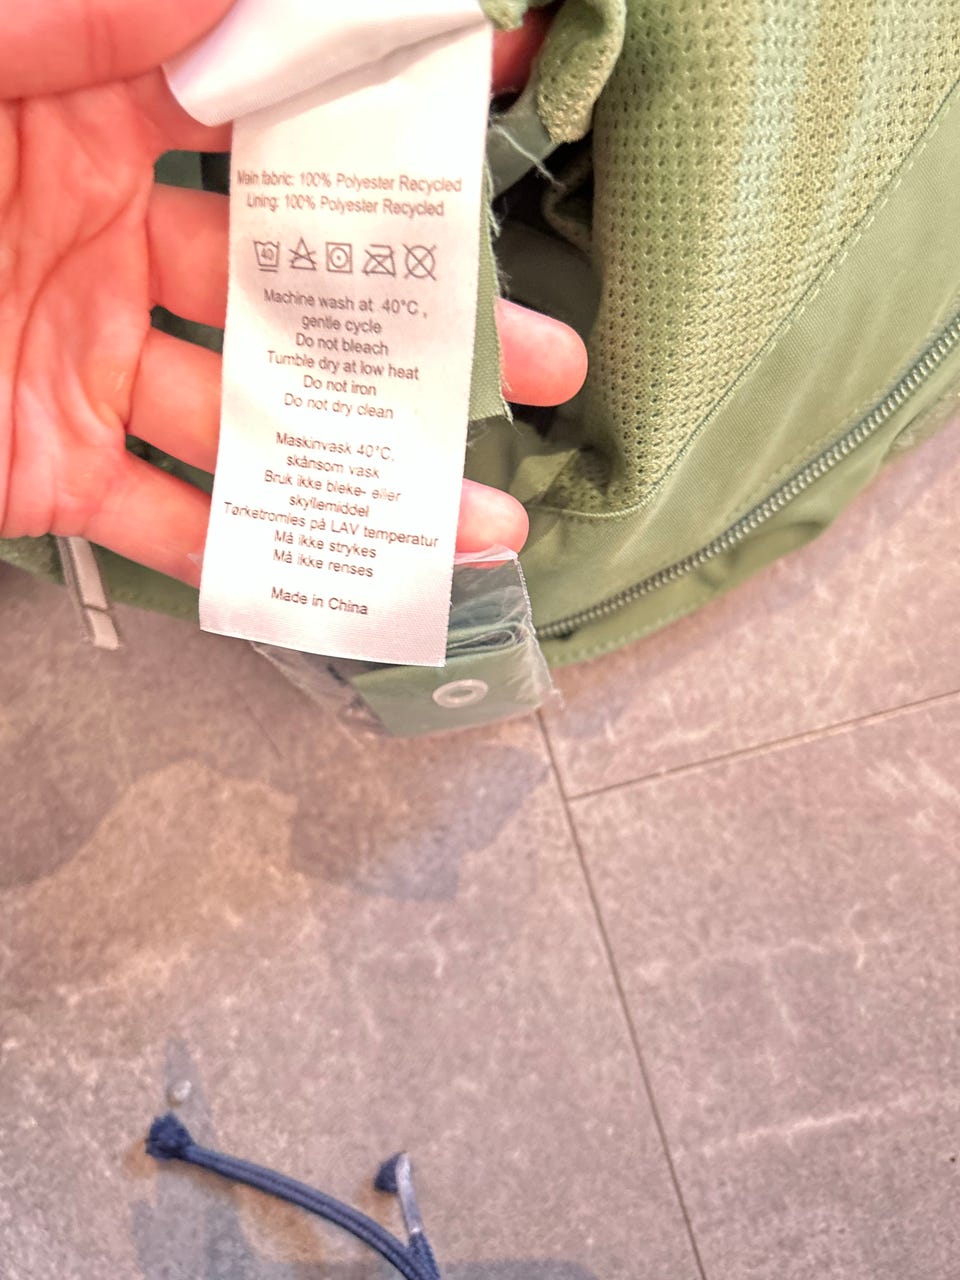 Main fabric: 100% Polyester Recycled
Lining: 100% Polyester Recycled
40
Machine wash at 40°C,
gentle cycle
Do not bleach
Tumble dry at low heat
Do not iron
Do not dry clean
Maskinvask 40°C,
skånsom vask
Bruk ikke bleke- eller
skyllemiddel
Tørketromles på LAV temperatur
Må ikke strykes
Må ikke renses
Made in China